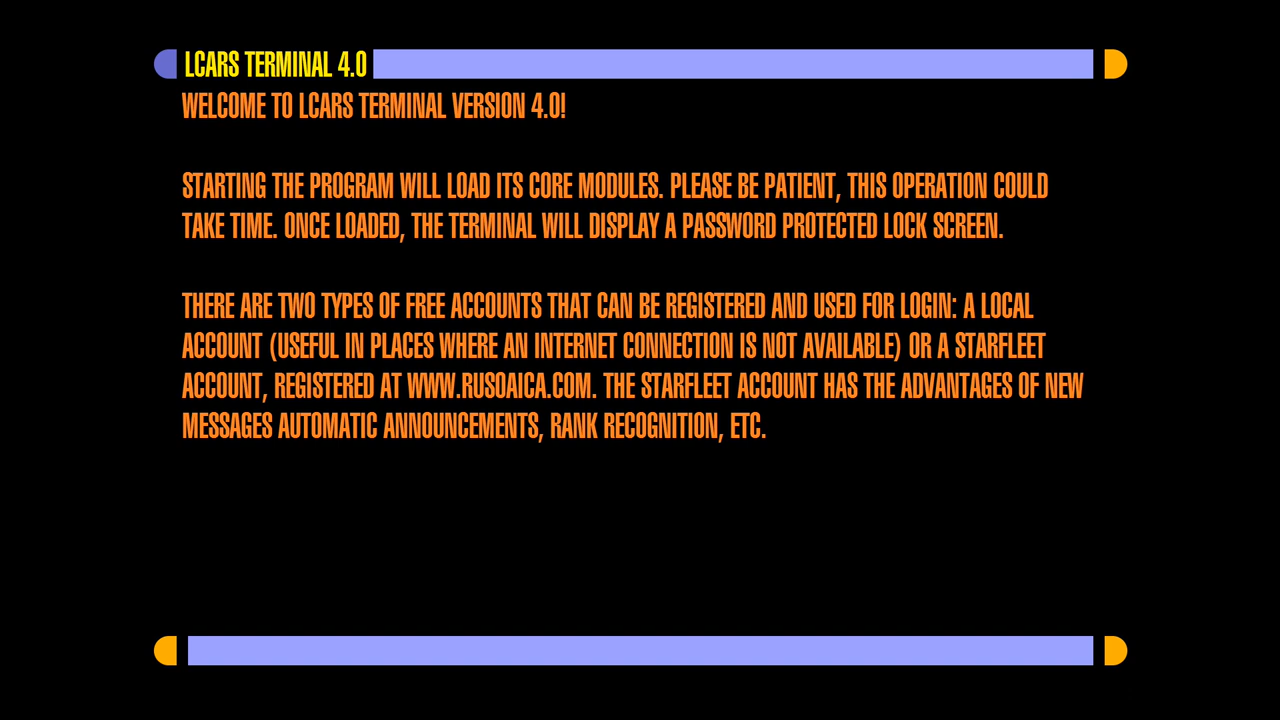 LCARS TERMINAL 4.0
WELCOME TO LCARS TERMINAL VERSION 4.0!
STARTING THE PROGRAM WILL LOAD ITS CORE MODULES. PLEASE BE PATIENT, THIS OPERATION COULD
TAKE TIME. ONCE LOADED, THE TERMINAL WILL DISPLAY A PASSWORD PROTECTED LOCK SCREEN.
THERE ARE TWO TYPES OF FREE ACCOUNTS THAT CAN BE REGISTERED AND USED FOR LOGIN: A LOCAL
ACCOUNT (USEFUL IN PLACES WHERE AN INTERNET CONNECTION IS NOT AVAILABLE) OR A STARFLEET
ACCOUNT, REGISTERED AT WWW.RUSOAICA.COM. THE STARFLEET ACCOUNT HAS THE ADVANTAGES OF NEW
MESSAGES AUTOMATIC ANNOUNCEMENTS, RANK RECOGNITION, ETC.